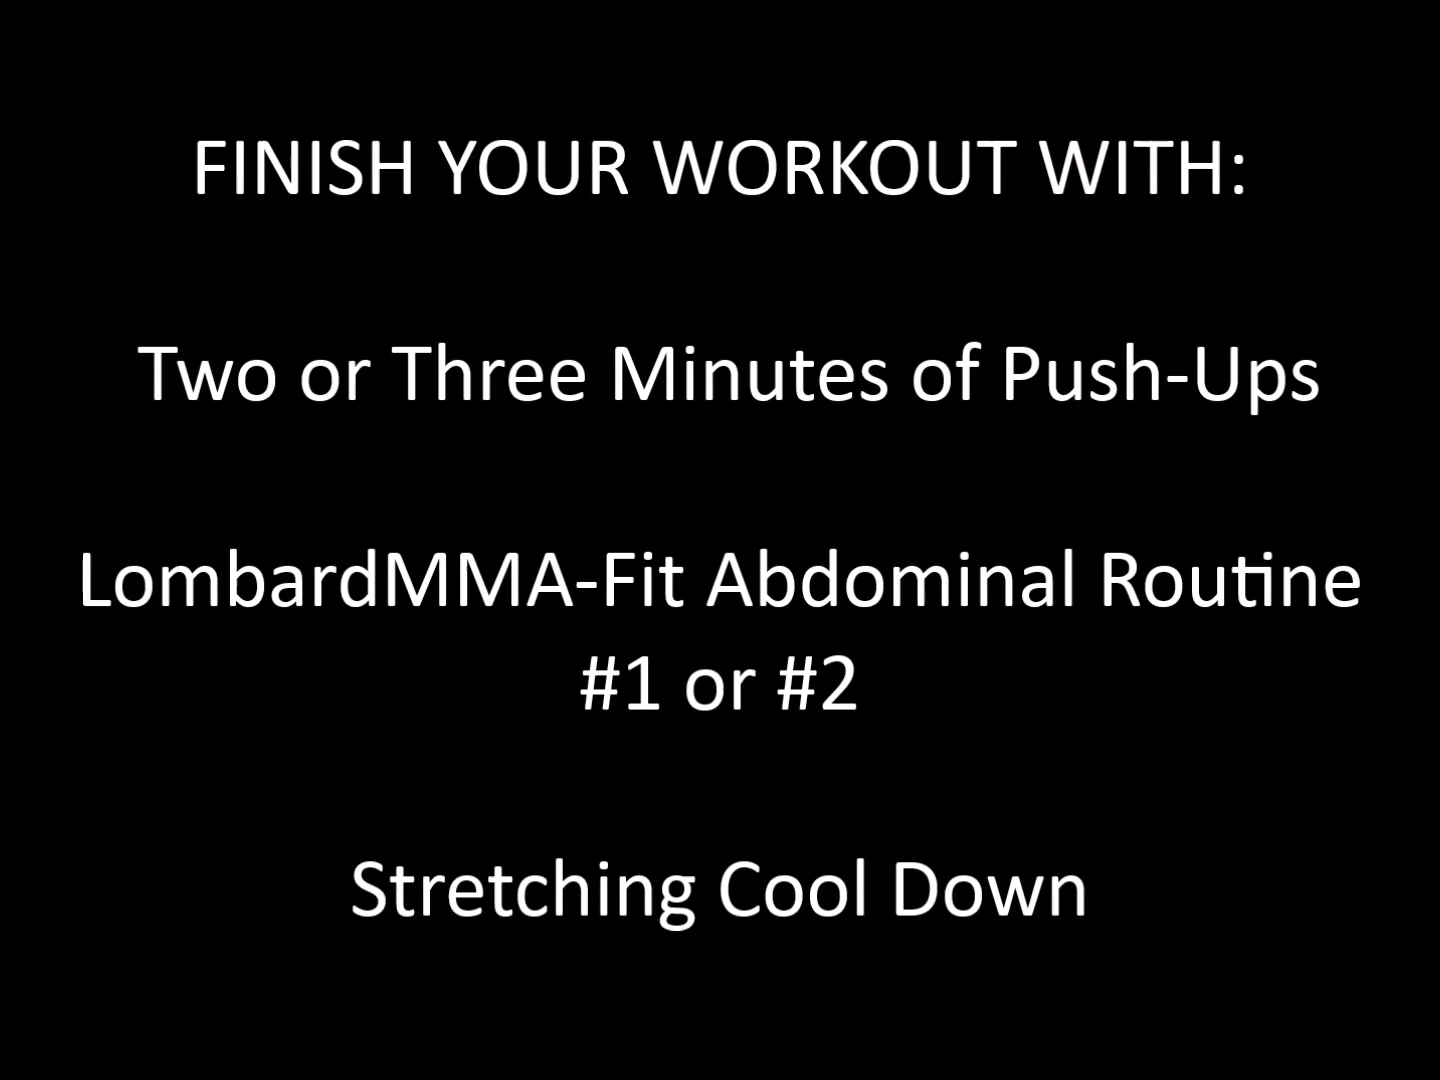 FINISH YOUR WORKOUT WITH:
Two or Three Minutes of Push-Ups
LombardMMA-Fit Abdominal Routine
#1 or #2
Stretching Cool Down